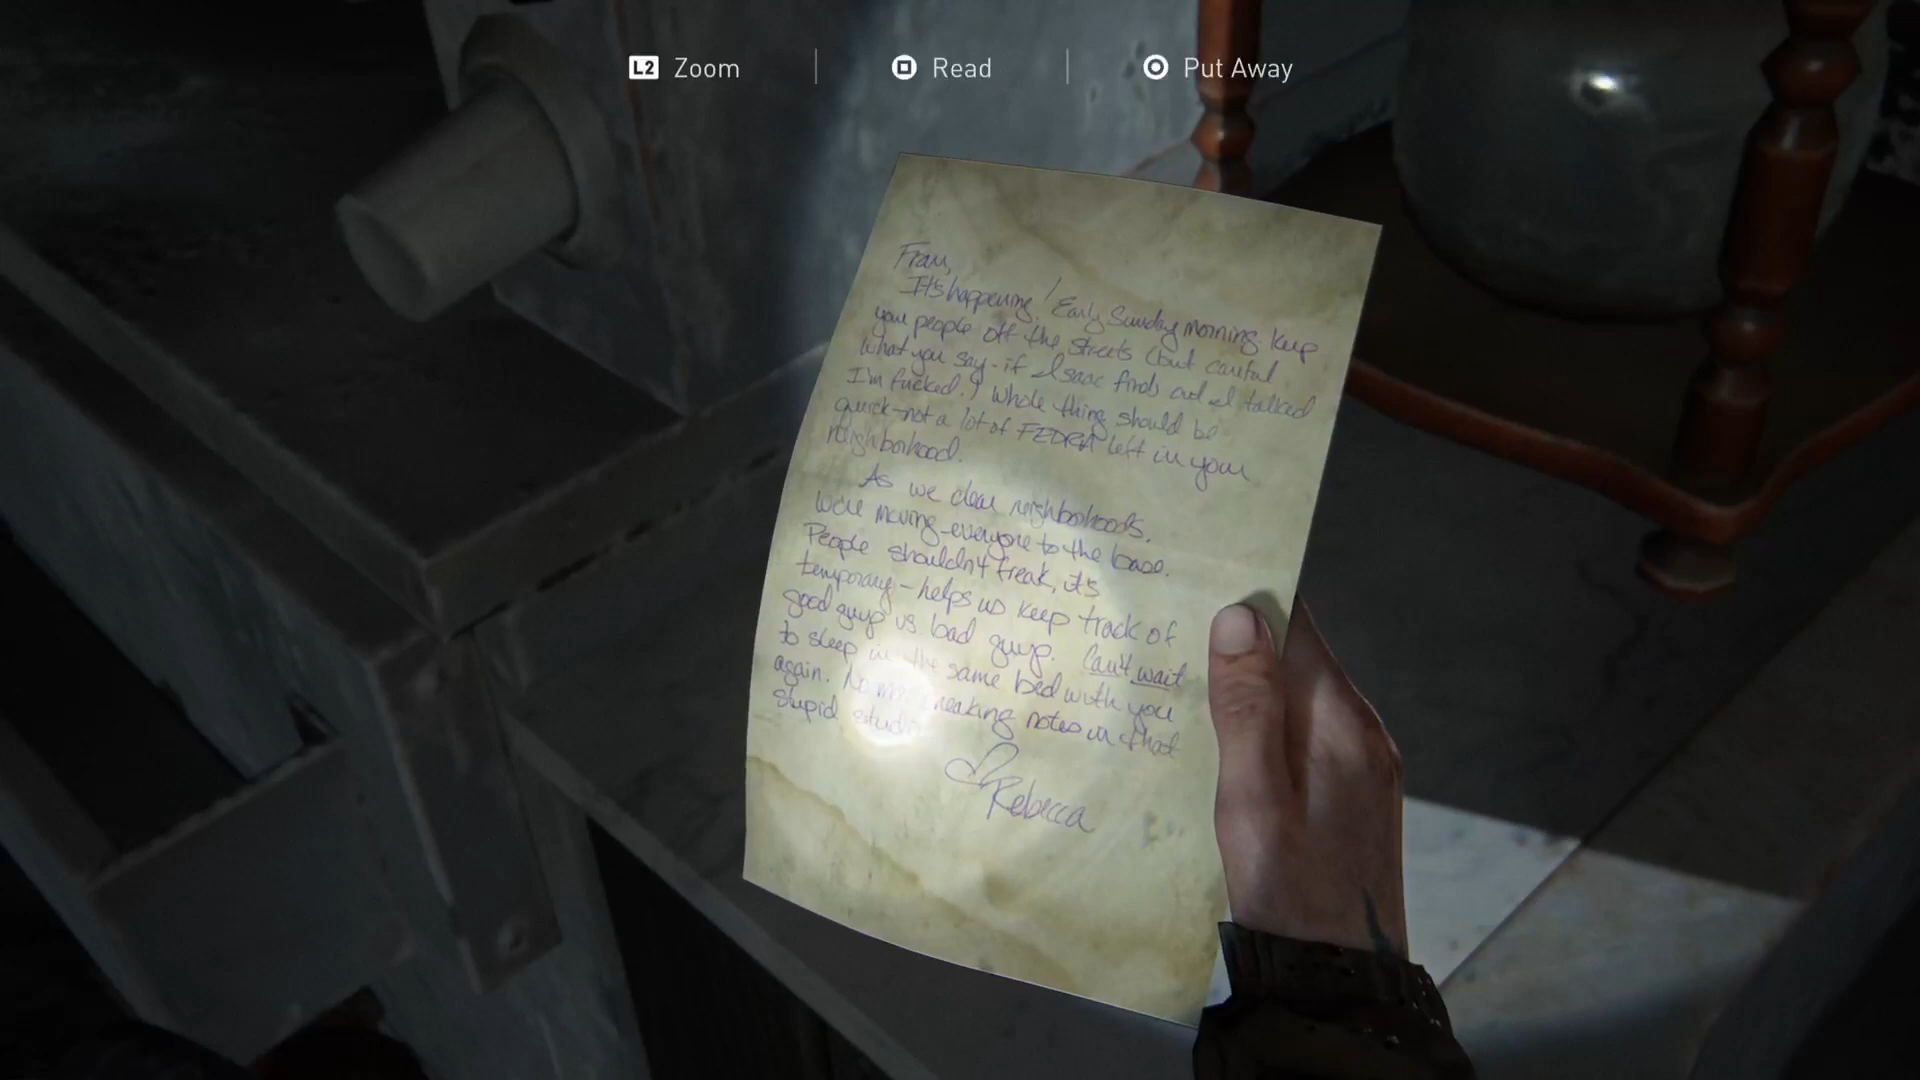 L2 Zoom | Read | Put Away
Fran,
It's happening! Early Sunday morning. Keep
your people off the streets (but careful
what you say - if Isaac finds out I talked
I'm fucked.) Whole thing should be
quick - not a lot of FEDRA left in your
neighborhood.
As we clear neighborhoods,
we're moving everyone to the base.
People shouldn't freak, it's
temporary - helps us keep track of
good guys vs. bad guys. Can't wait
to sleep in the same bed with you
again. No more sneaking notes in that
stupid studio
Rebecca